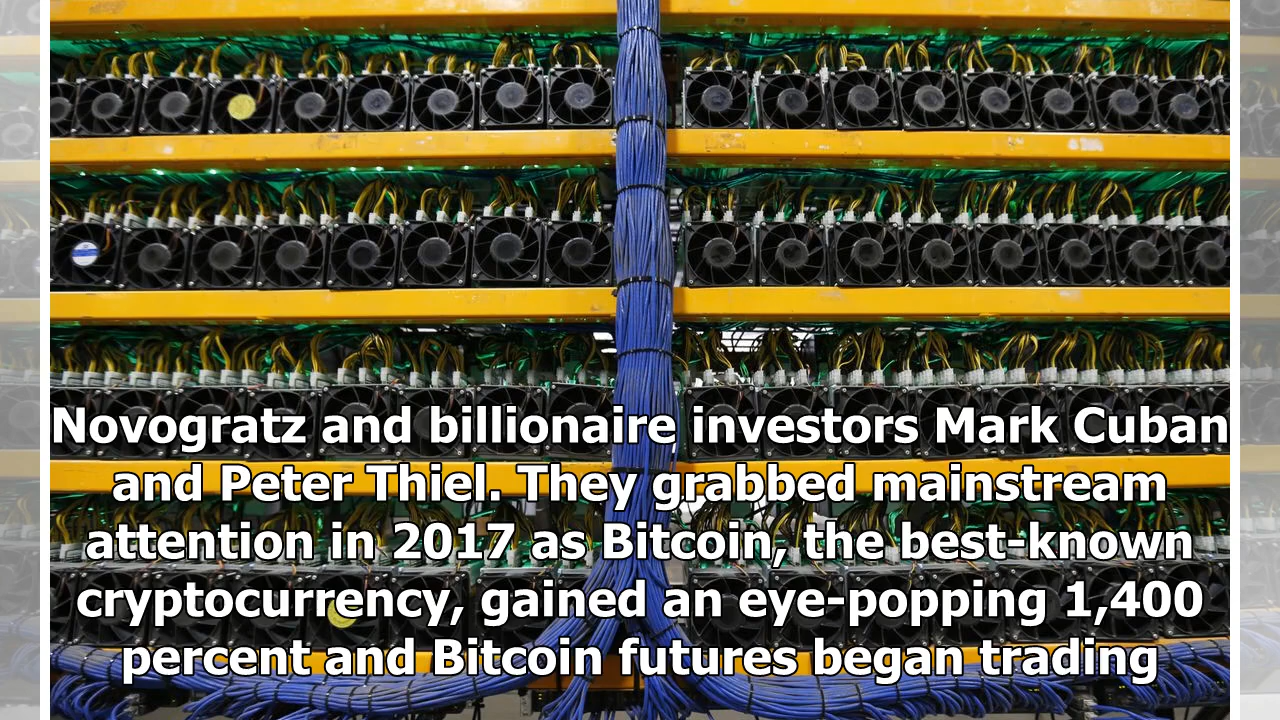 Novogratz and billionaire investors Mark Cuban
and Peter Thiel. They grabbed mainstream
attention in 2017 as Bitcoin, the best-known
cryptocurrency, gained an eye-popping 1,400
percent and Bitcoin futures began trading